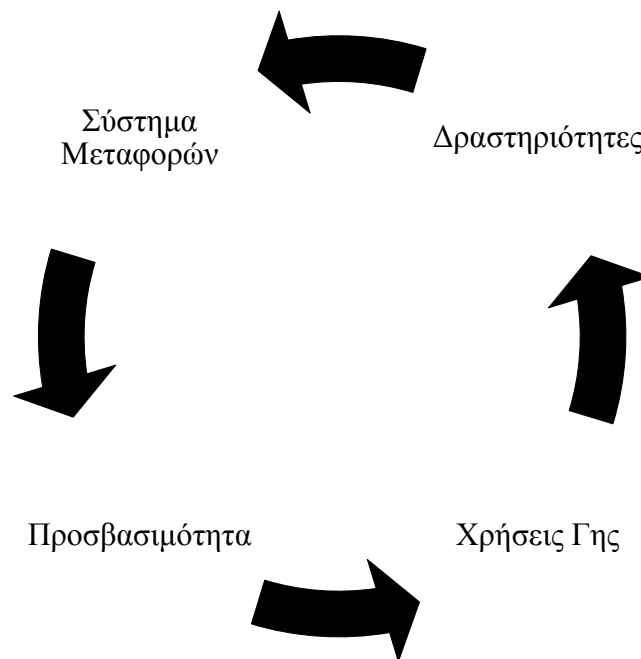 Σύστημα
Μεταφορών
Δραστηριότητες
Προσβασιμότητα
Χρήσεις Γης